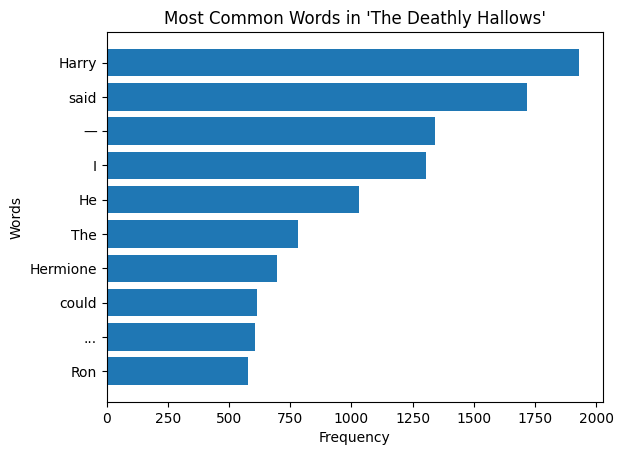 Most Common Words in 'The Deathly Hallows'
Words
Harry
said
—
I
He
The
Hermione
could
...
Ron
0 250 500 750 1000 1250 1500 1750 2000
Frequency